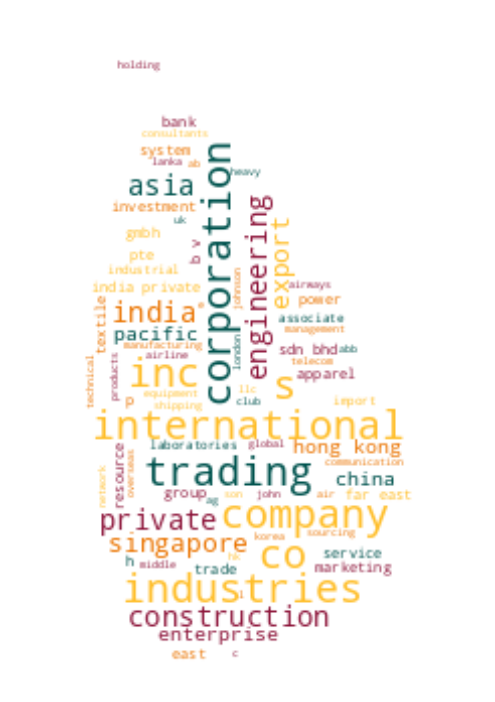 holding
bank
consultants
system
lanka ab
heavy
asia
corporation
investment
engineering
uk
export
gmbh
b v
pte
industrial
johnson
india private
airways
power
textile
india
e
associate
pacific
management
london
manufacturing
sdn bhd abb
airline
telecom
technical
products
inc
s
apparel
equipment
llc
p
shipping
club
import
international
laboratories global hong kong
resource
overseas
communication
network
trading
china
group
ag
son john air far east
private company
korea sourcing
singapore co
hk
service
h middle
trade
marketing
industries
l
construction
enterprise
east
c